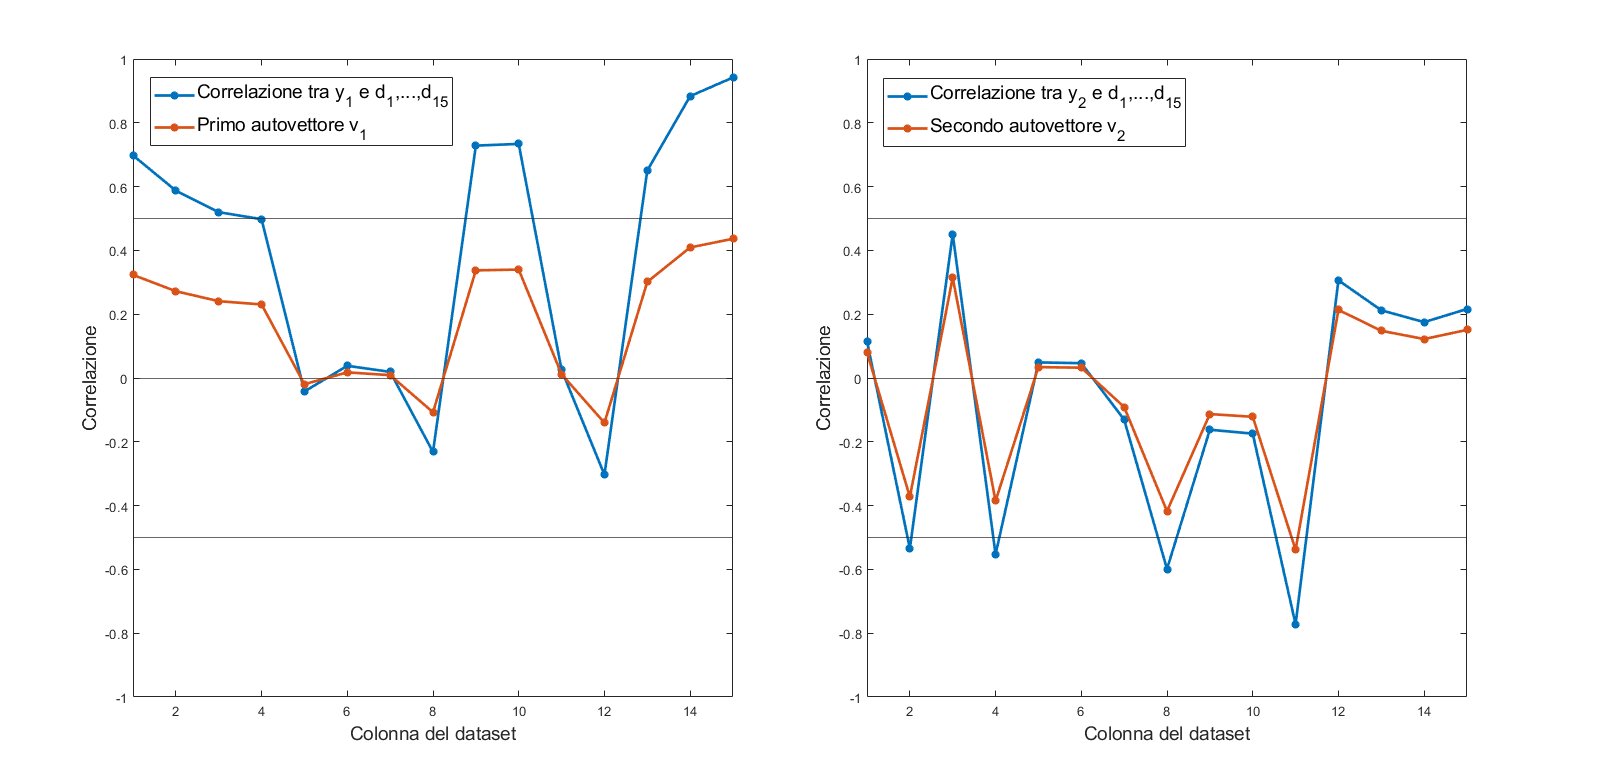 Correlazione tra y1 e d1,...,d15
Primo autovettore v1
1
0.8
0.6
0.4
0.2
0
-0.2
-0.4
-0.6
-0.8
-1
Correlazione
2 4 6 8 10 12 14
Colonna del dataset
Correlazione tra y2 e d1,...,d15
Secondo autovettore v2
1
0.8
0.6
0.4
0.2
0
-0.2
-0.4
-0.6
-0.8
-1
Correlazione
2 4 6 8 10 12 14
Colonna del dataset